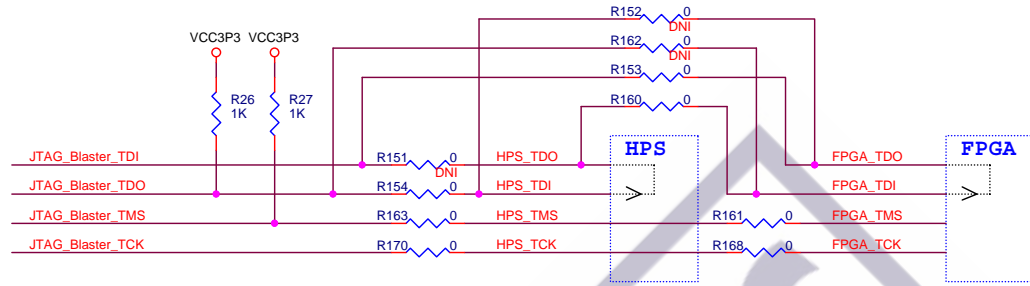 R152 0
DNI
VCC3P3 VCC3P3
R162 0
DNI
R153 0
R26
1K
R27
1K
R160 0
HPS
FPGA
JTAG_Blaster_TDI
R151 0
DNI
HPS_TDO
FPGA_TDO
JTAG_Blaster_TDO
R154 0
HPS_TDI
FPGA_TDI
JTAG_Blaster_TMS
R163 0
HPS_TMS
R161 0
FPGA_TMS
JTAG_Blaster_TCK
R170 0
HPS_TCK
R168 0
FPGA_TCK